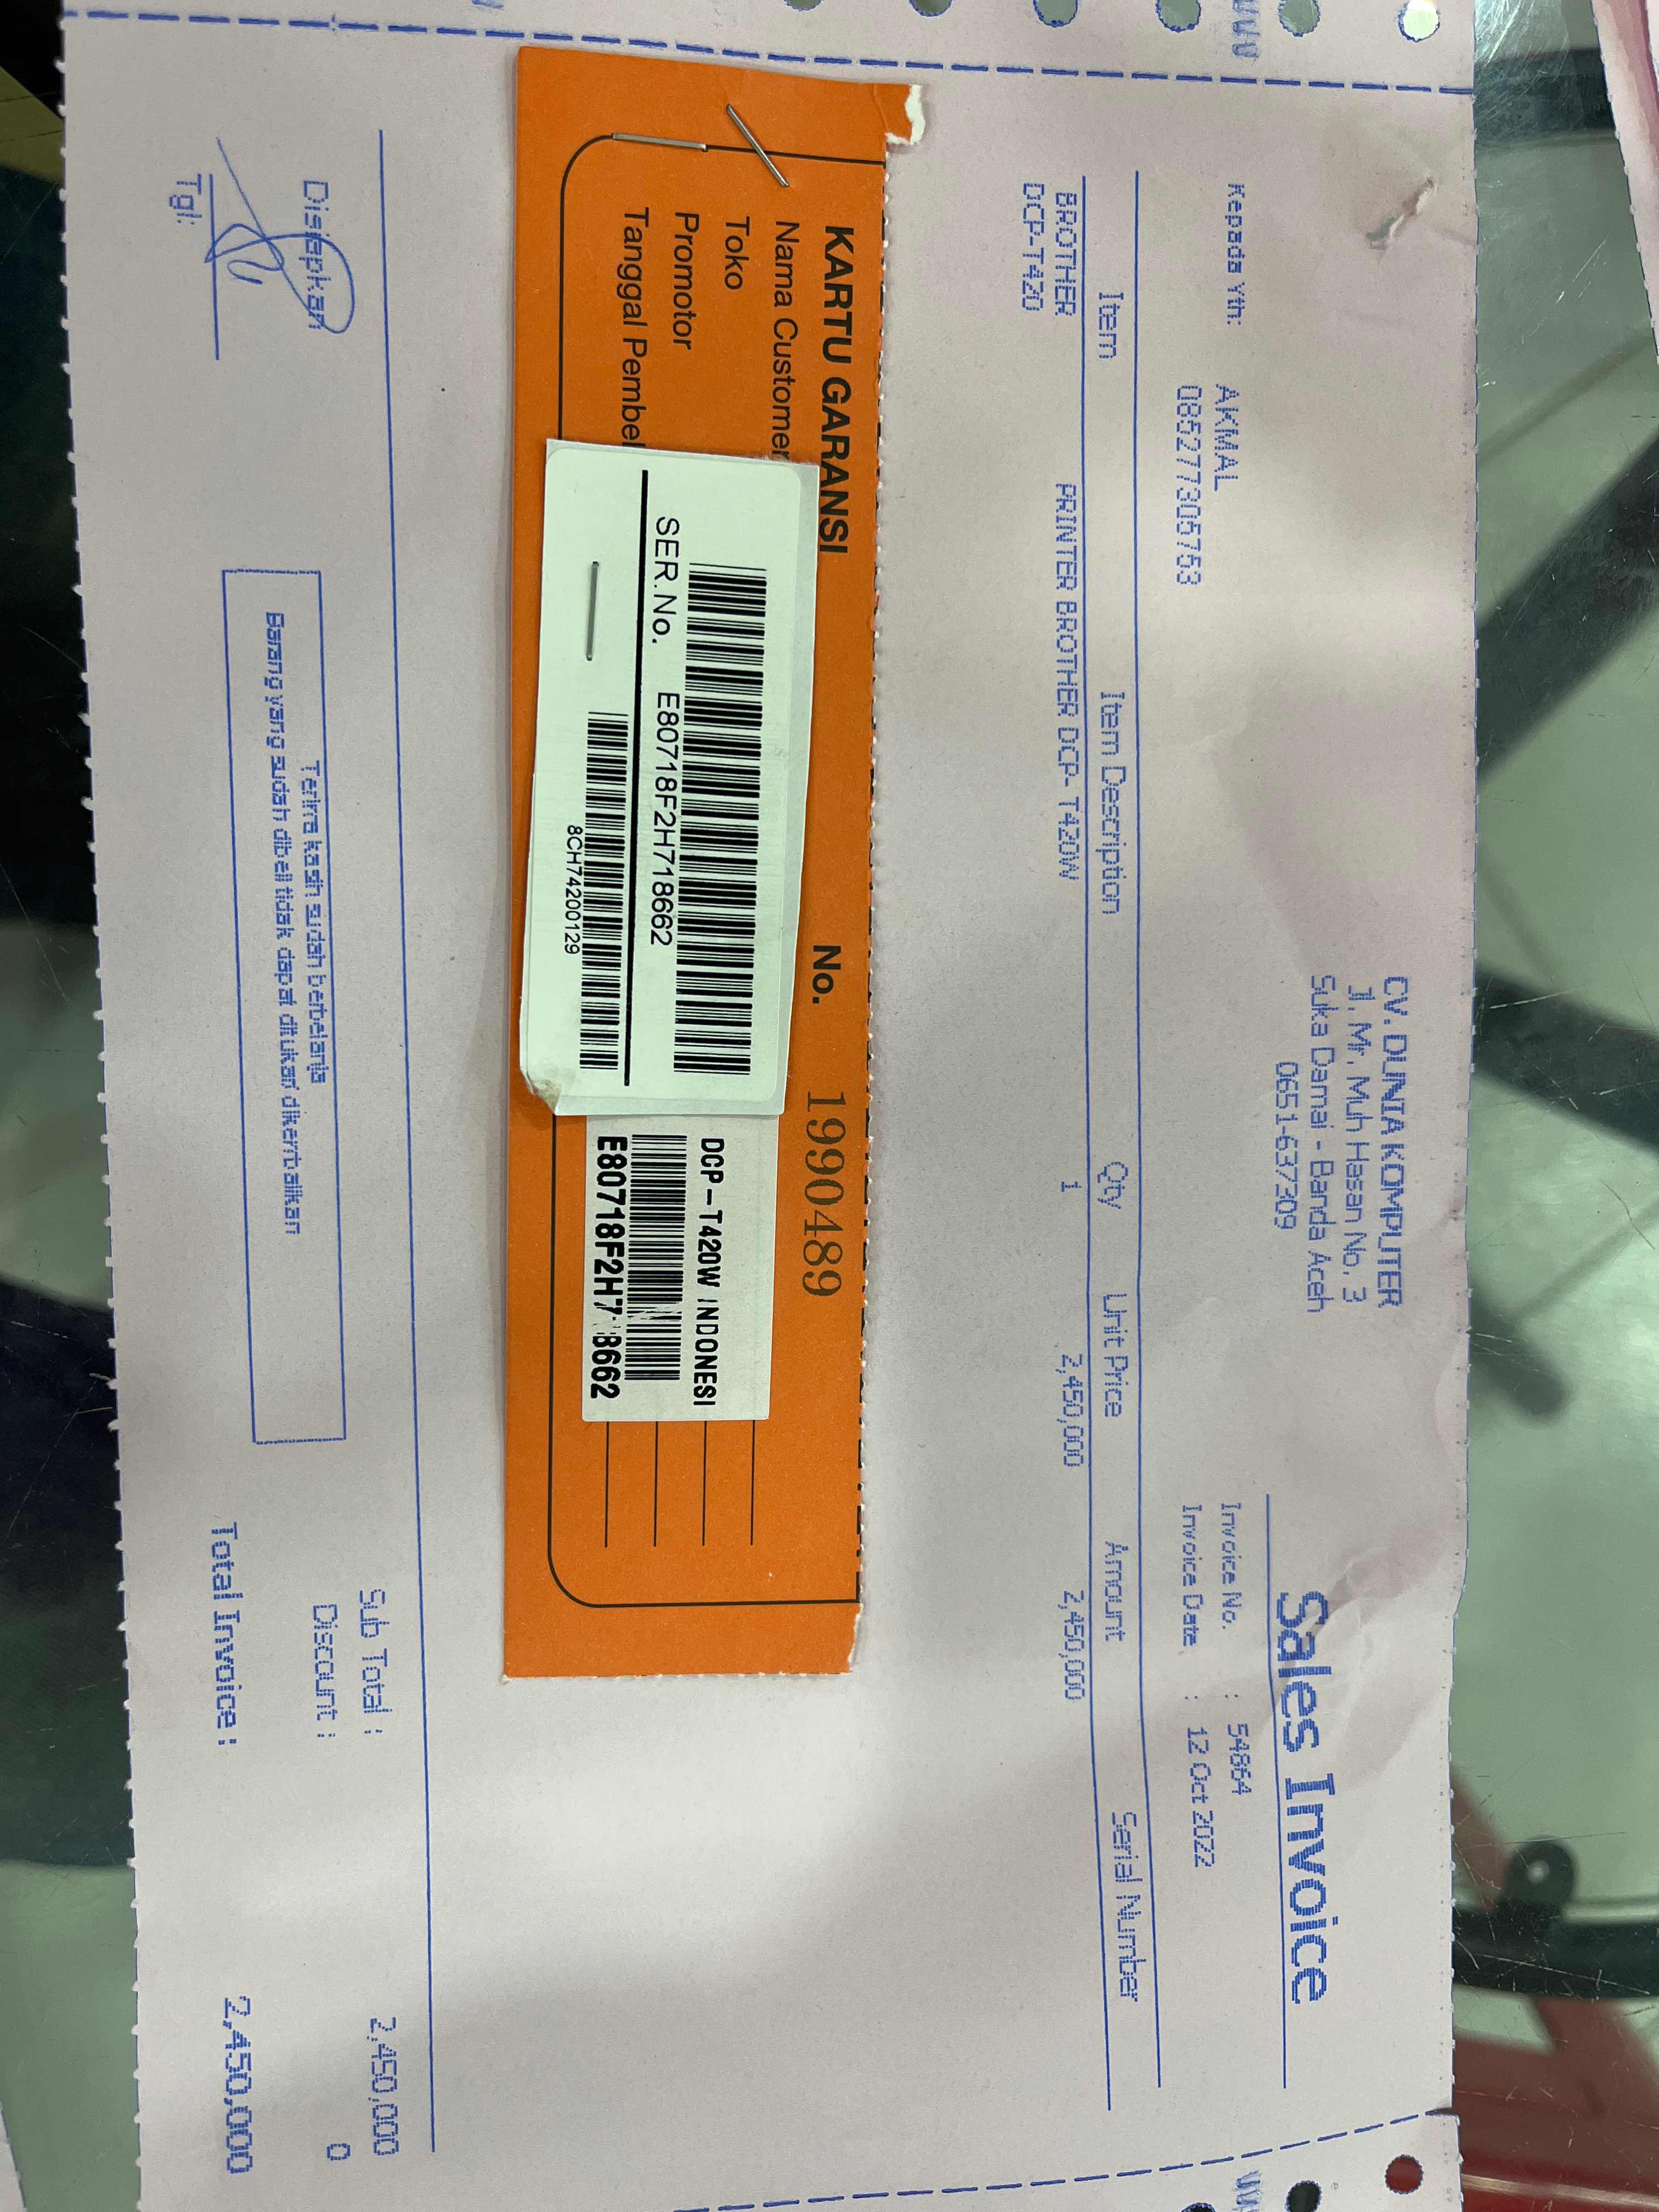 CV. DUNIA KOMPUTER
Jl. Mr. Muh Hasan No. 3
Suka Damai - Banda Aceh
0651-637309
Sales Invoice
Kepada Yth: AKMAL
085277305753
Invoice No. : 54864
Invoice Date : 12 Oct 2022
Item Item Description Qty Unit Price Amount Serial Number
BROTHER PRINTER BROTHER DCP- T420W 1 2,450,000 2,450,000
DCP-T420
KARTU GARANSI No. 1990489
Nama Customer
Toko
Promotor
Tanggal Pembel
SER.No. E80718F2H718662
8CH74200129
DCP-T420W INDONESI
E80718F2H7 8662
Disiapkan
Tgl:
Terima kasih sudah berbelanja
Barang yang sudah dibeli tidak dapat ditukar/ dikembalikan
Sub Total : 2,450,000
Discount : 0
Total Invoice : 2,450,000